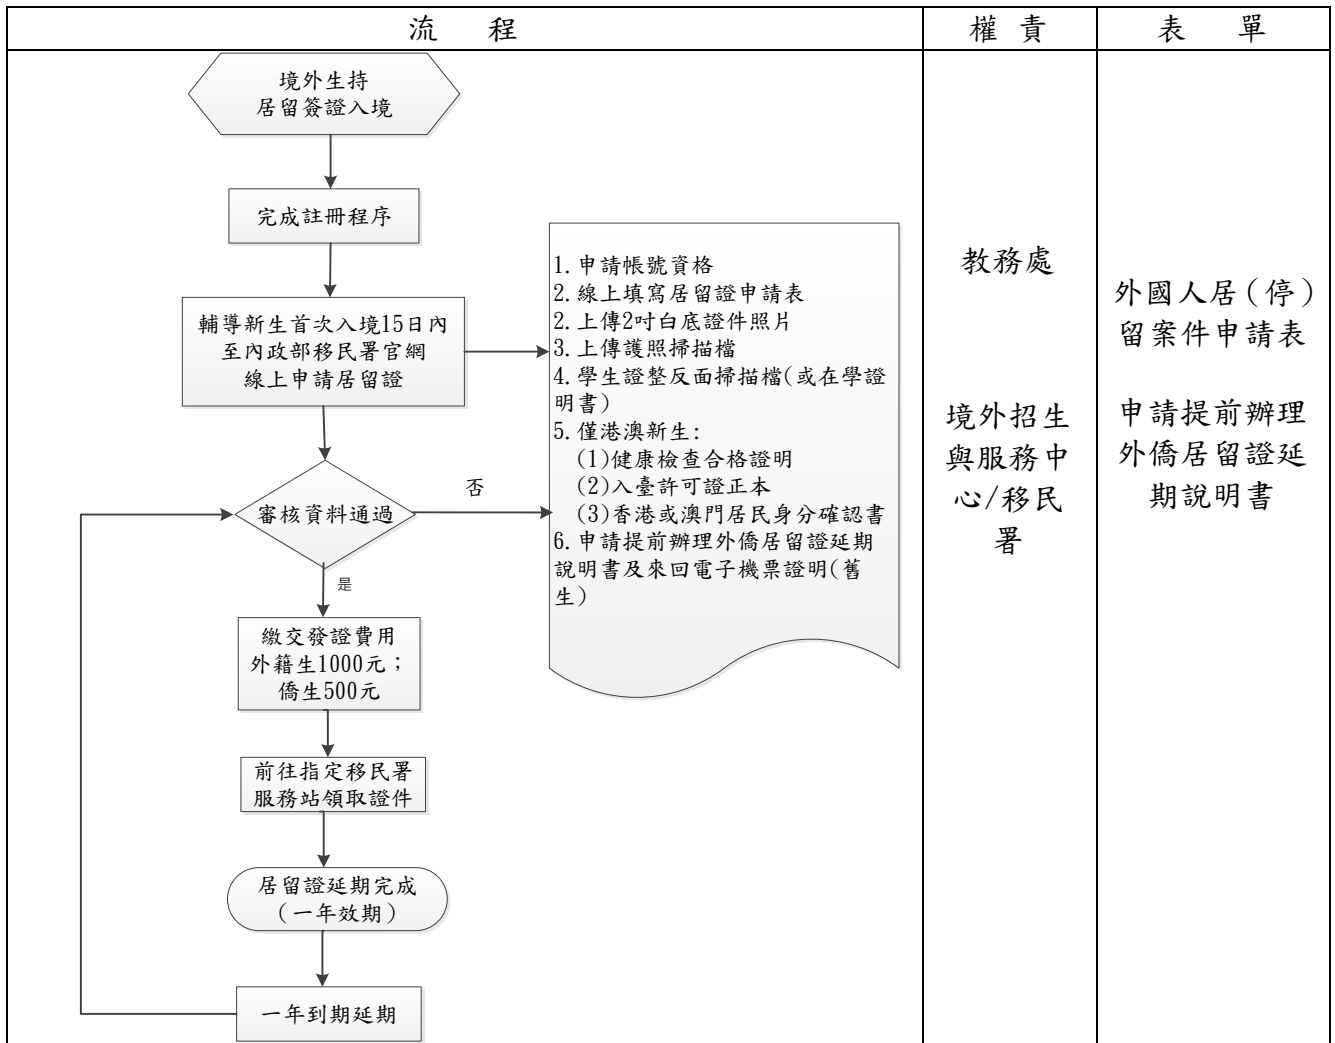 流 程
權 責
表 單
境外生持
居留簽證入境
完成註冊程序
輔導新生首次入境15日內
至內政部移民署官網
線上申請居留證
審核資料通過
否
是
繳交發證費用
外籍生1000元；
僑生500元
前往指定移民署
服務站領取證件
居留證延期完成
(一年效期)
一年到期延期
1.申請帳號資格
2.線上填寫居留證申請表
2.上傳2吋白底證件照片
3.上傳護照掃描檔
4.學生證整反面掃描檔(或在學證
明書)
5.僅港澳新生:
(1)健康檢查合格證明
(2)入臺許可證正本
(3)香港或澳門居民身分確認書
6.申請提前辦理外僑居留證延期
說明書及來回電子機票證明(舊
生)
教務處
境外招生
與服務中
心/移民
署
外國人居(停)
留案件申請表
申請提前辦理
外僑居留證延
期說明書